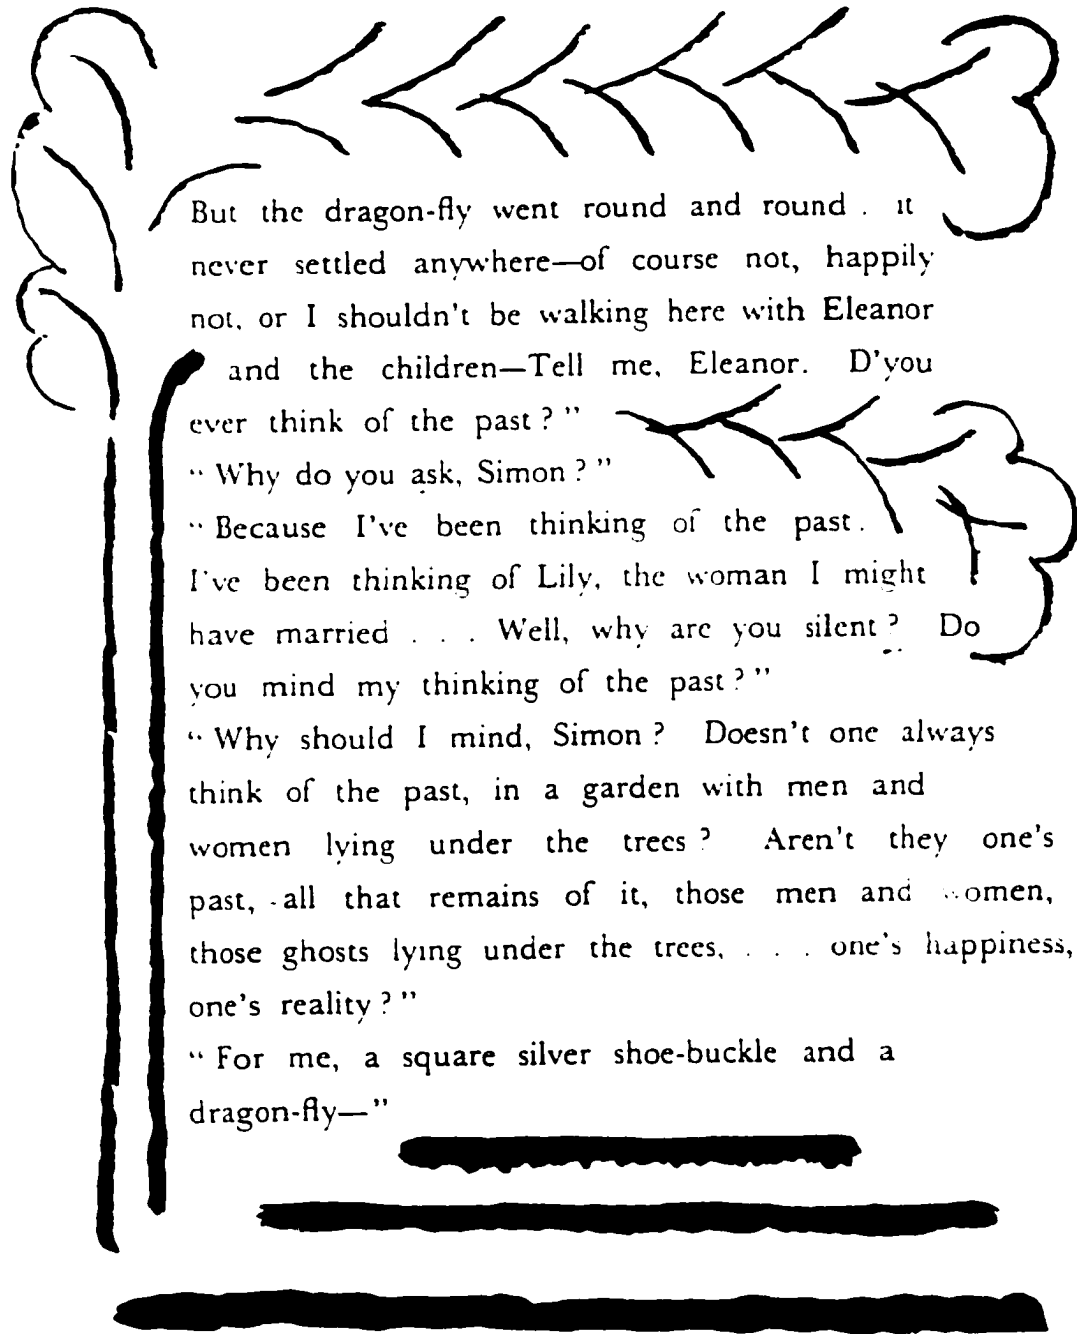 But the dragon-fly went round and round . it
never settled anywhere—of course not, happily
not, or I shouldn't be walking here with Eleanor
and the children—Tell me, Eleanor. D'you
ever think of the past ? ”
“ Why do you ask, Simon ? ”
“ Because I've been thinking of the past.
I've been thinking of Lily, the woman I might
have married . . . Well, why are you silent ? Do
you mind my thinking of the past ? ”
“ Why should I mind, Simon ? Doesn't one always
think of the past, in a garden with men and
women lying under the trees ? Aren't they one's
past, all that remains of it, those men and women,
those ghosts lying under the trees, . . . one's happiness,
one's reality ? ”
“ For me, a square silver shoe-buckle and a
dragon-fly—”